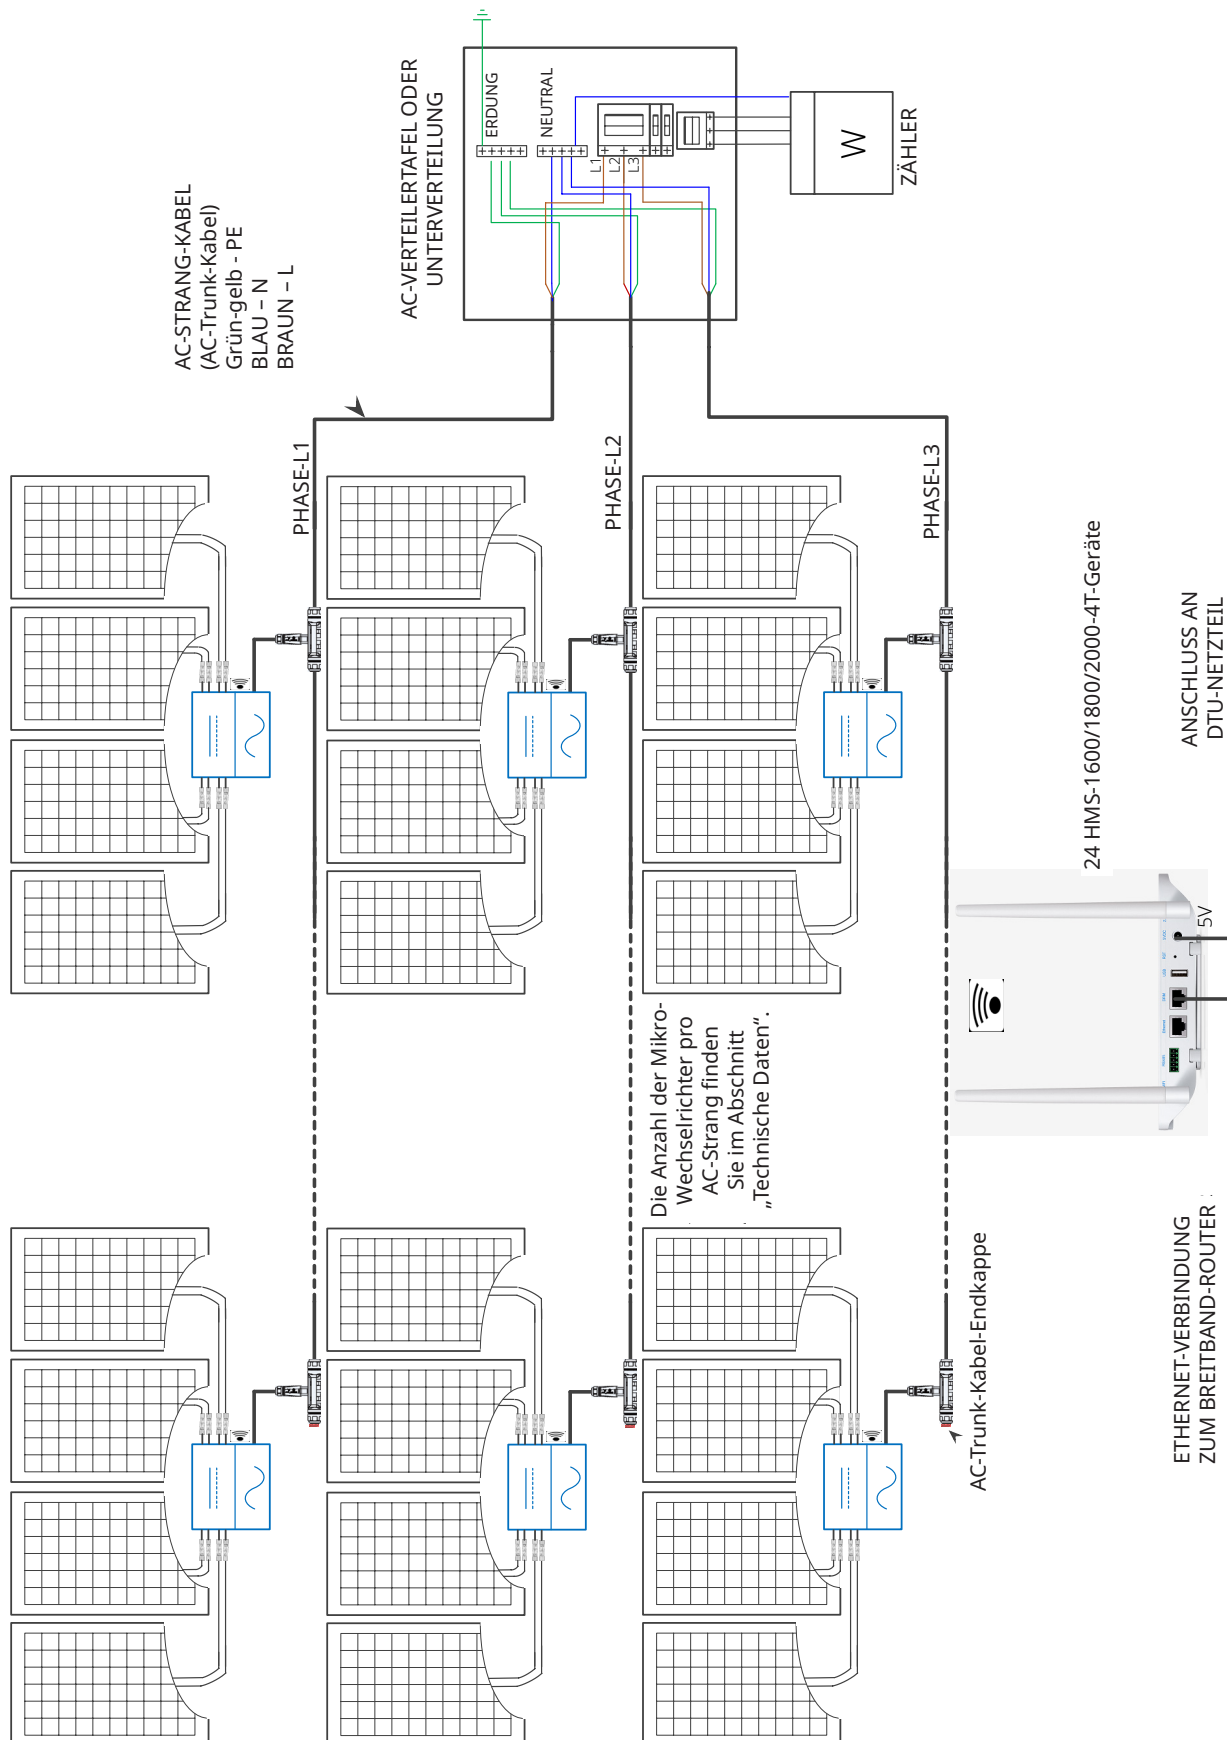 AC-STRANG-KABEL
(AC-Trunk-Kabel)
Grün-gelb - PE
BLAU – N
BRAUN – L
AC-VERTEILERTAFEL ODER
UNTERVERTEILUNG
ERDUNG
NEUTRAL
L1
L2
L3
W
ZÄHLER
PHASE-L1
PHASE-L2
PHASE-L3
Die Anzahl der Mikro-
Wechselrichter pro
AC-Strang finden
Sie im Abschnitt
„Technische Daten“.
AC-Trunk-Kabel-Endkappe
24 HMS-1600/1800/2000-4T-Geräte
5V
ANSCHLUSS AN
DTU-NETZTEIL
ETHERNET-VERBINDUNG
ZUM BREITBAND-ROUTER